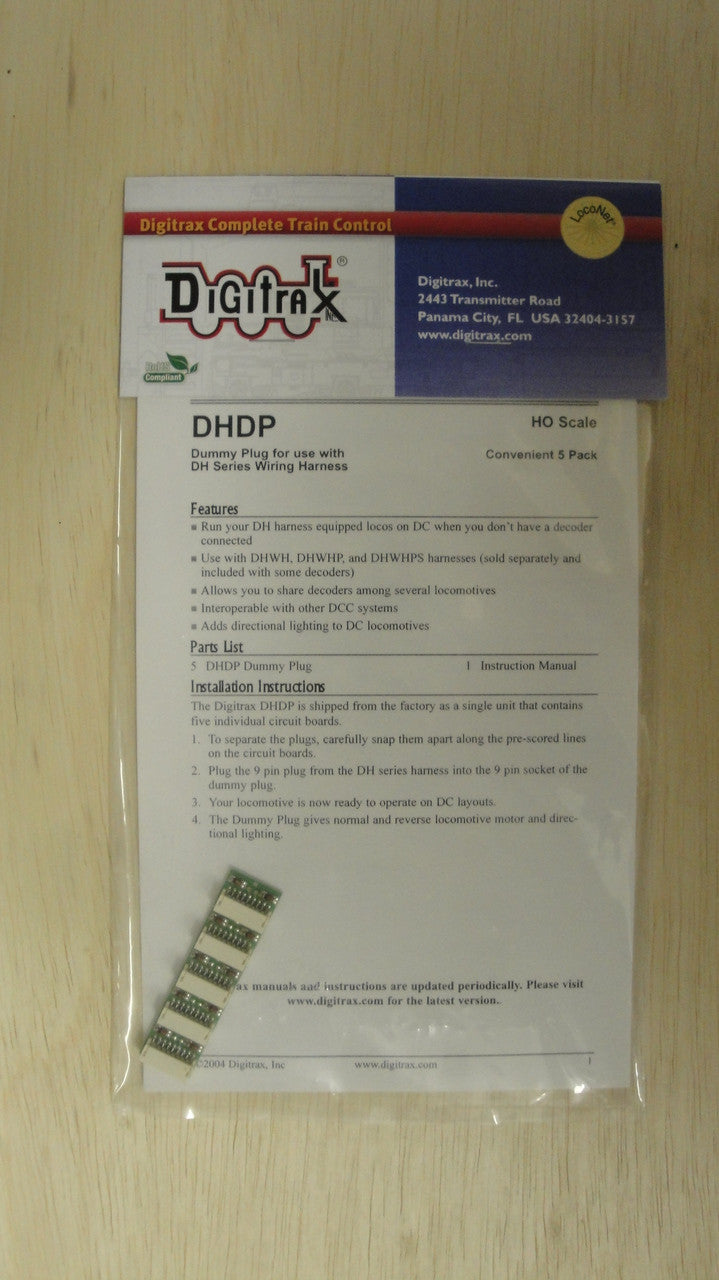 Digitrax Complete Train Control
LocoNet
DIGITRAX ®
INC
Digitrax, Inc.
2443 Transmitter Road
Panama City, FL USA 32404-3157
www.digitrax.com
RoHS
Compliant
DHDP
HO Scale
Dummy Plug for use with
DH Series Wiring Harness
Convenient 5 Pack
Features
■ Run your DH harness equipped locos on DC when you don't have a decoder
connected
■ Use with DHWH, DHWHP, and DHWHPS harnesses (sold separately and
included with some decoders)
■ Allows you to share decoders among several locomotives
■ Interoperable with other DCC systems
■ Adds directional lighting to DC locomotives
Parts List
5 DHDP Dummy Plug 1 Instruction Manual
Installation Instructions
The Digitrax DHDP is shipped from the factory as a single unit that contains
five individual circuit boards.
1. To separate the plugs, carefully snap them apart along the pre-scored lines
on the circuit boards.
2. Plug the 9 pin plug from the DH series harness into the 9 pin socket of the
dummy plug.
3. Your locomotive is now ready to operate on DC layouts.
4. The Dummy Plug gives normal and reverse locomotive motor and direc-
tional lighting.
ax manuals and instructions are updated periodically. Please visit
www.digitrax.com for the latest version.
©2004 Digitrax, Inc www.digitrax.com 1